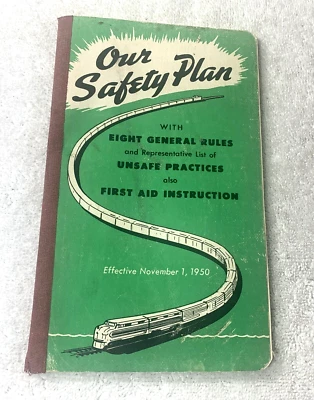 Our
Safety Plan
WITH
EIGHT GENERAL RULES
and Representative List of
UNSAFE PRACTICES
also
FIRST AID INSTRUCTION
Effective November 1, 1950